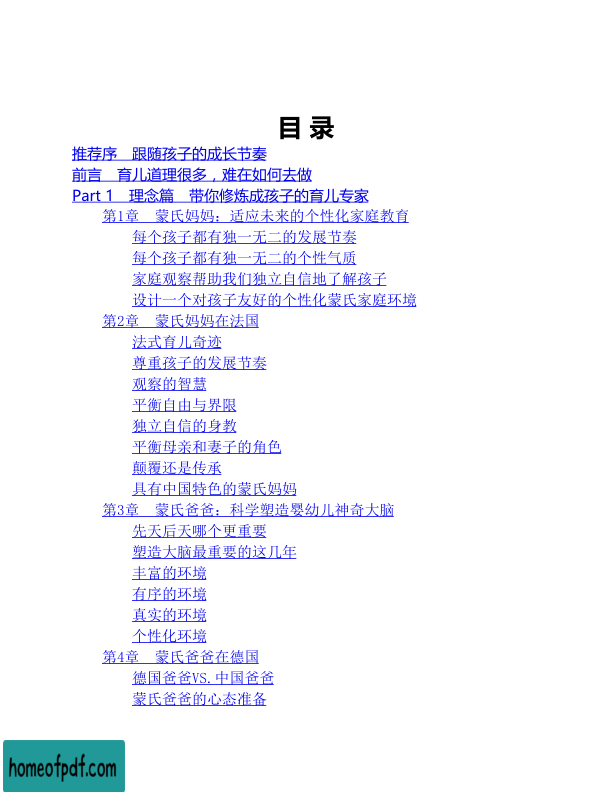 目 录
推荐序　跟随孩子的成长节奏
前言　育儿道理很多，难在如何去做
Part 1　理念篇　带你修炼成孩子的育儿专家
第1章　蒙氏妈妈：适应未来的个性化家庭教育
每个孩子都有独一无二的发展节奏
每个孩子都有独一无二的个性气质
家庭观察帮助我们独立自信地了解孩子
设计一个对孩子友好的个性化蒙氏家庭环境
第2章　蒙氏妈妈在法国
法式育儿奇迹
尊重孩子的发展节奏
观察的智慧
平衡自由与界限
独立自信的身教
平衡母亲和妻子的角色
颠覆还是传承
具有中国特色的蒙氏妈妈
第3章　蒙氏爸爸：科学塑造婴幼儿神奇大脑
先天后天哪个更重要
塑造大脑最重要的这几年
丰富的环境
有序的环境
真实的环境
个性化环境
第4章　蒙氏爸爸在德国
德国爸爸VS.中国爸爸
蒙氏爸爸的心态准备
homeofpdf.com